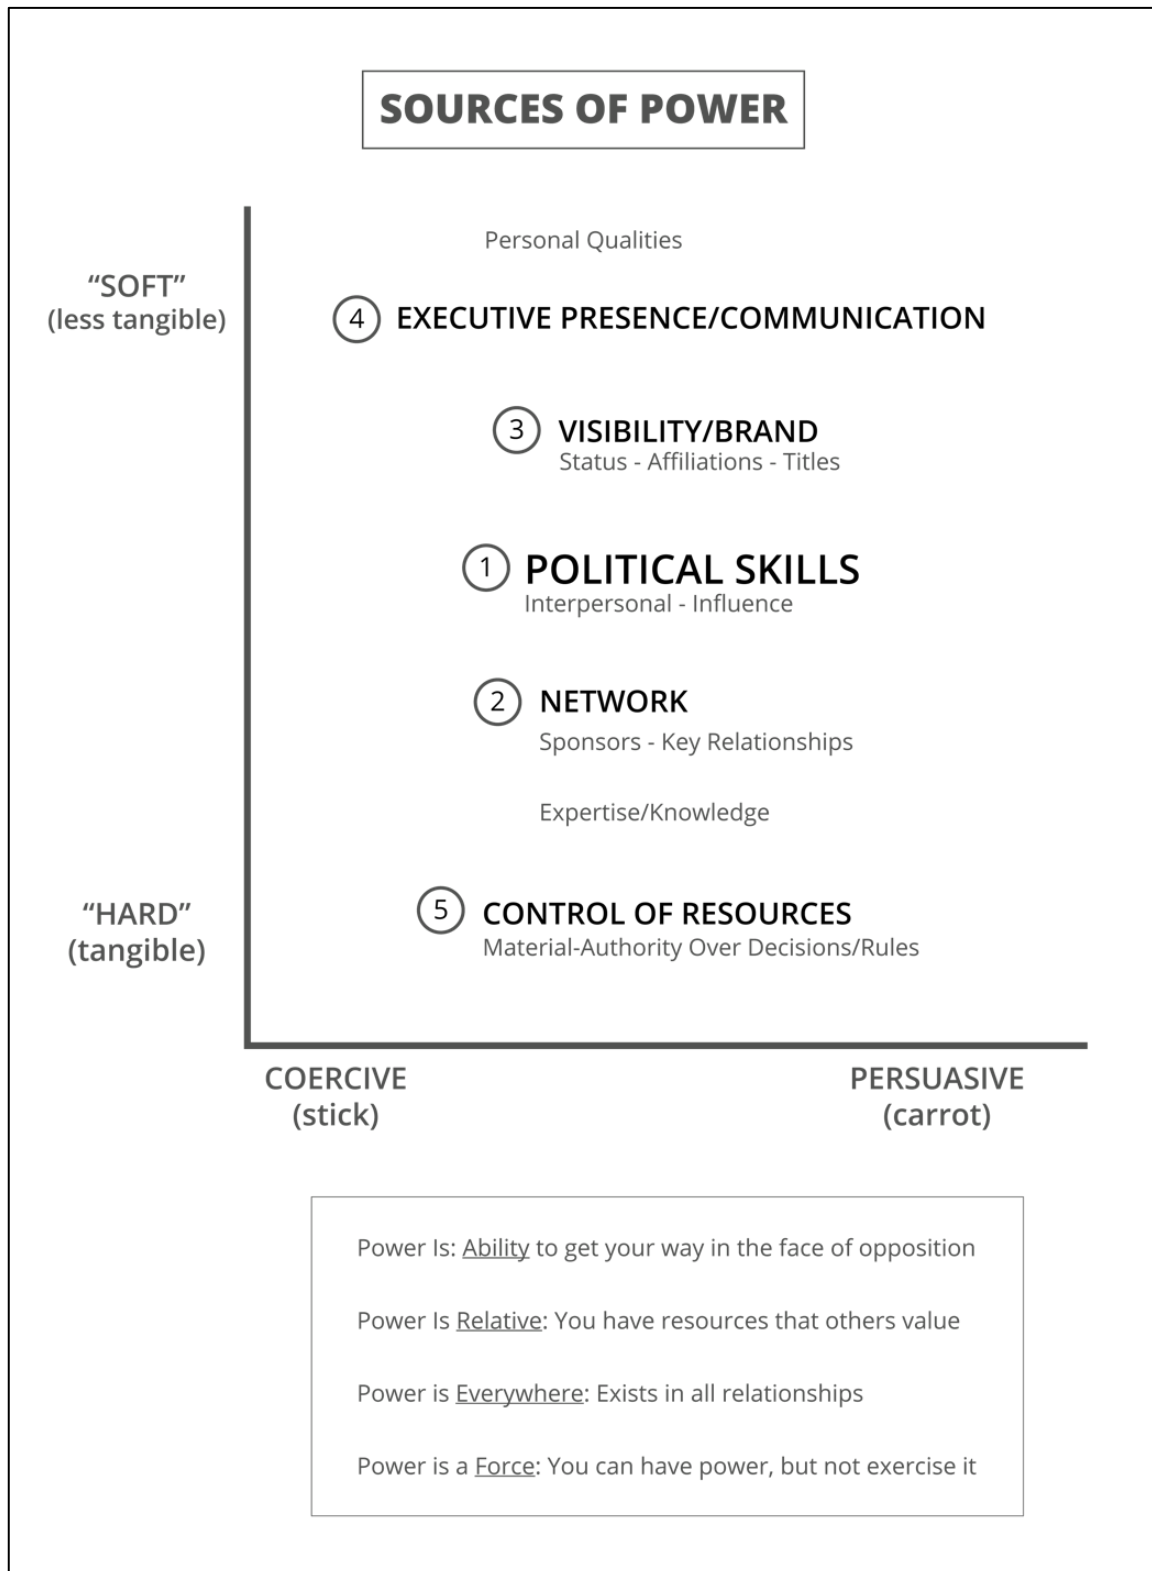 SOURCES OF POWER
Personal Qualities
“SOFT”
(less tangible)
4 EXECUTIVE PRESENCE/COMMUNICATION
3 VISIBILITY/BRAND
Status - Affiliations - Titles
1 POLITICAL SKILLS
Interpersonal - Influence
2 NETWORK
Sponsors - Key Relationships
Expertise/Knowledge
“HARD”
(tangible)
5 CONTROL OF RESOURCES
Material-Authority Over Decisions/Rules
COERCIVE
(stick)
PERSUASIVE
(carrot)
Power Is: Ability to get your way in the face of opposition
Power Is Relative: You have resources that others value
Power is Everywhere: Exists in all relationships
Power is a Force: You can have power, but not exercise it